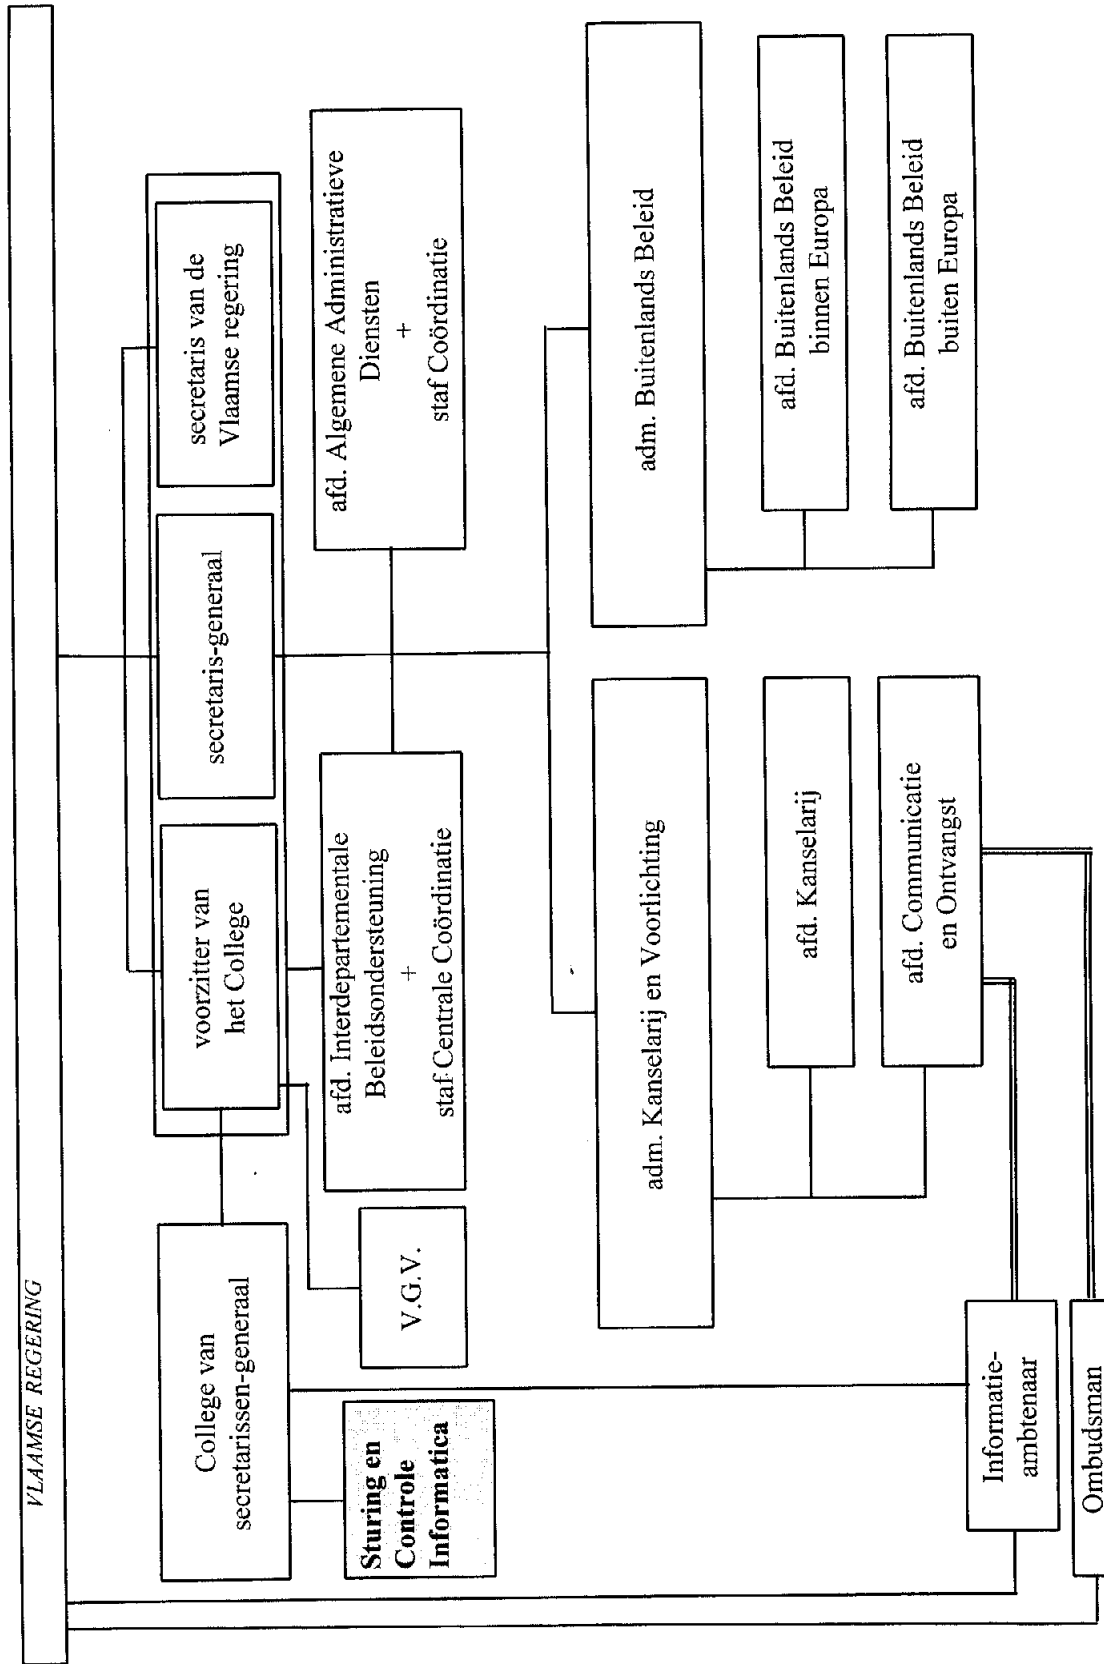 VLAAMSE REGERING
College van
secretarissen-generaal
voorzitter van
het College
secretaris-generaal
secretaris van de
Vlaamse regering
Sturing en
Controle
Informatica
V.G.V.
afd. Interdepartementale
Beleidsondersteuning
+
staf Centrale Coördinatie
afd. Algemene Administratieve
Diensten
+
staf Coördinatie
adm. Kanselarij en Voorlichting
adm. Buitenlands Beleid
afd. Kanselarij
afd. Buitenlands Beleid
binnen Europa
afd. Communicatie
en Ontvangst
afd. Buitenlands Beleid
buiten Europa
Informatie-
ambtenaar
Ombudsman